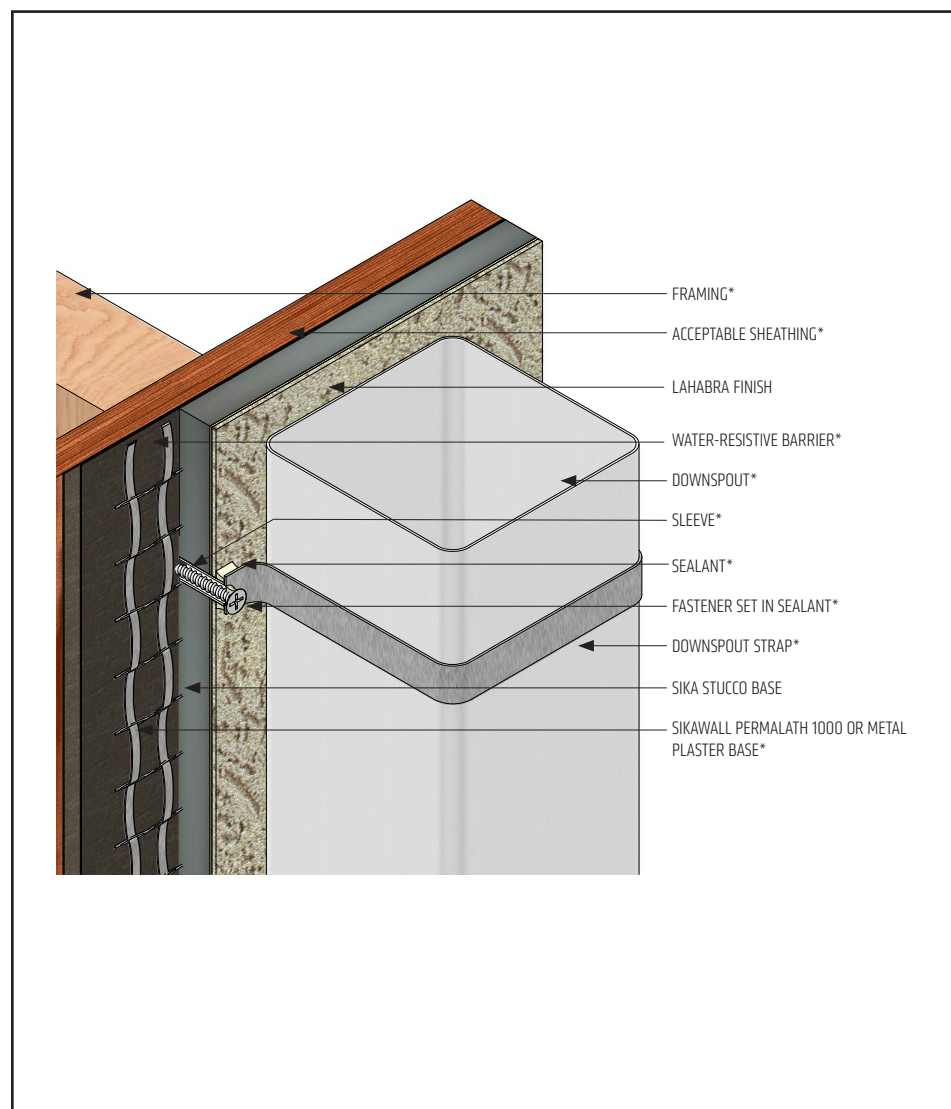 FRAMING*
ACCEPTABLE SHEATHING*
LAHABRA FINISH
WATER-RESISTIVE BARRIER*
DOWNSPOUT*
SLEEVE*
SEALANT*
FASTENER SET IN SEALANT*
DOWNSPOUT STRAP*
SIKA STUCCO BASE
SIKAWALL PERMALATH 1000 OR METAL
PLASTER BASE*